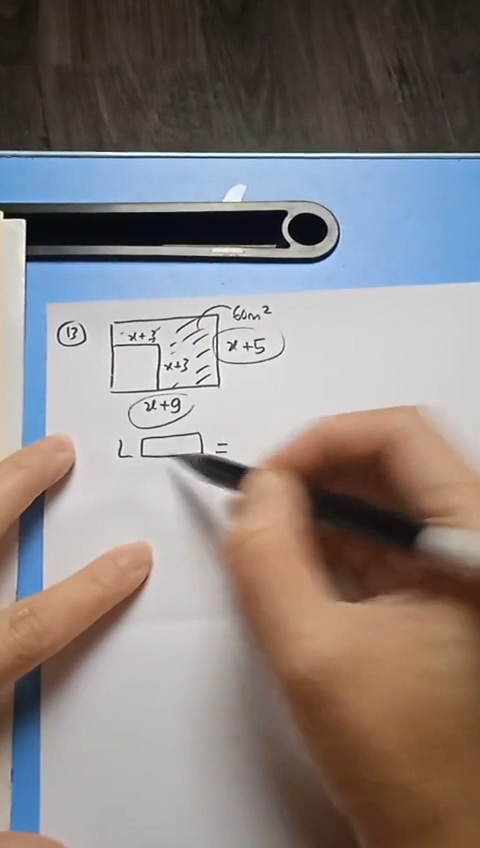 13
60m²
x+3
x+5
x+3
x+9
L ▭ =